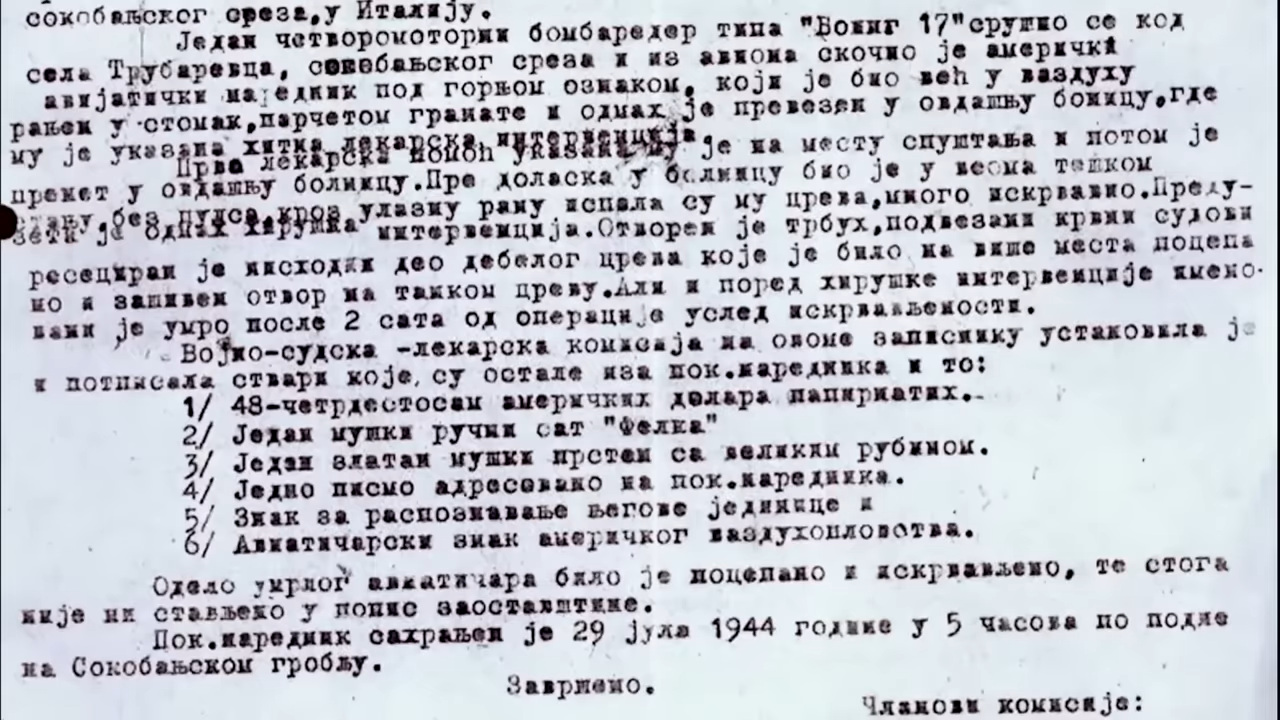 сокобањског среза,у Италију.
Један четворомоторни бомбаредер типа "Боинг 17"срушио се код
села Трубаревца, сокобањског среза и из авиона скочио је амерички
авијатички наредник под горњом ознаком, који је био већ у ваздуху
рањен у стомак,парчетом гранате и одмах је превезен у овдашњу боницу,где
му је указана хитна лекарска интервенција.
Прва лекарска помоћ указана му је на месту спуштања и потом је
пренет у овдашњу болницу.Пре доласка у болницу био је у веома тешком
стању без пулса,кроз улазну рану испала су му црева,много искрвавио.Преду-
зета је одмах хирушка интервенција.Отворен је трбух,подвезани крвни судови
ресециран је нисходни део дебелог црева које је било на више места поцепа
но и зашивен отвор на танком цреву.Али и поред хирушке интервенције имено-
вани је умро после 2 сата од операције услед искрвављености.
Војно-судска -лекарска комисија на овоме записнику установила је
и потписала ствари које су остале иза пок.наредника и то:
1/ 48-четрдестосам америчких долара папирнатих.-
2/ Један мушки ручни сат "Фелка"
3/ Један златан мушки прстен са великим рубином.
4/ Једно писмо адресовано на пок.наредника.
5/ Знак за распознавање његове јединице и
6/ Авиатичарски знак америчког ваздухопловства.
Одело умрлог авиатичара било је поцепано и искрвављено, те стога
није ни стављено у попис заоставштине.
Пок.наредник сахрањен је 29 јула 1944 године у 5 часова по подне
на Сокобањском гробљу.
Завршено.
Чланови комисије: